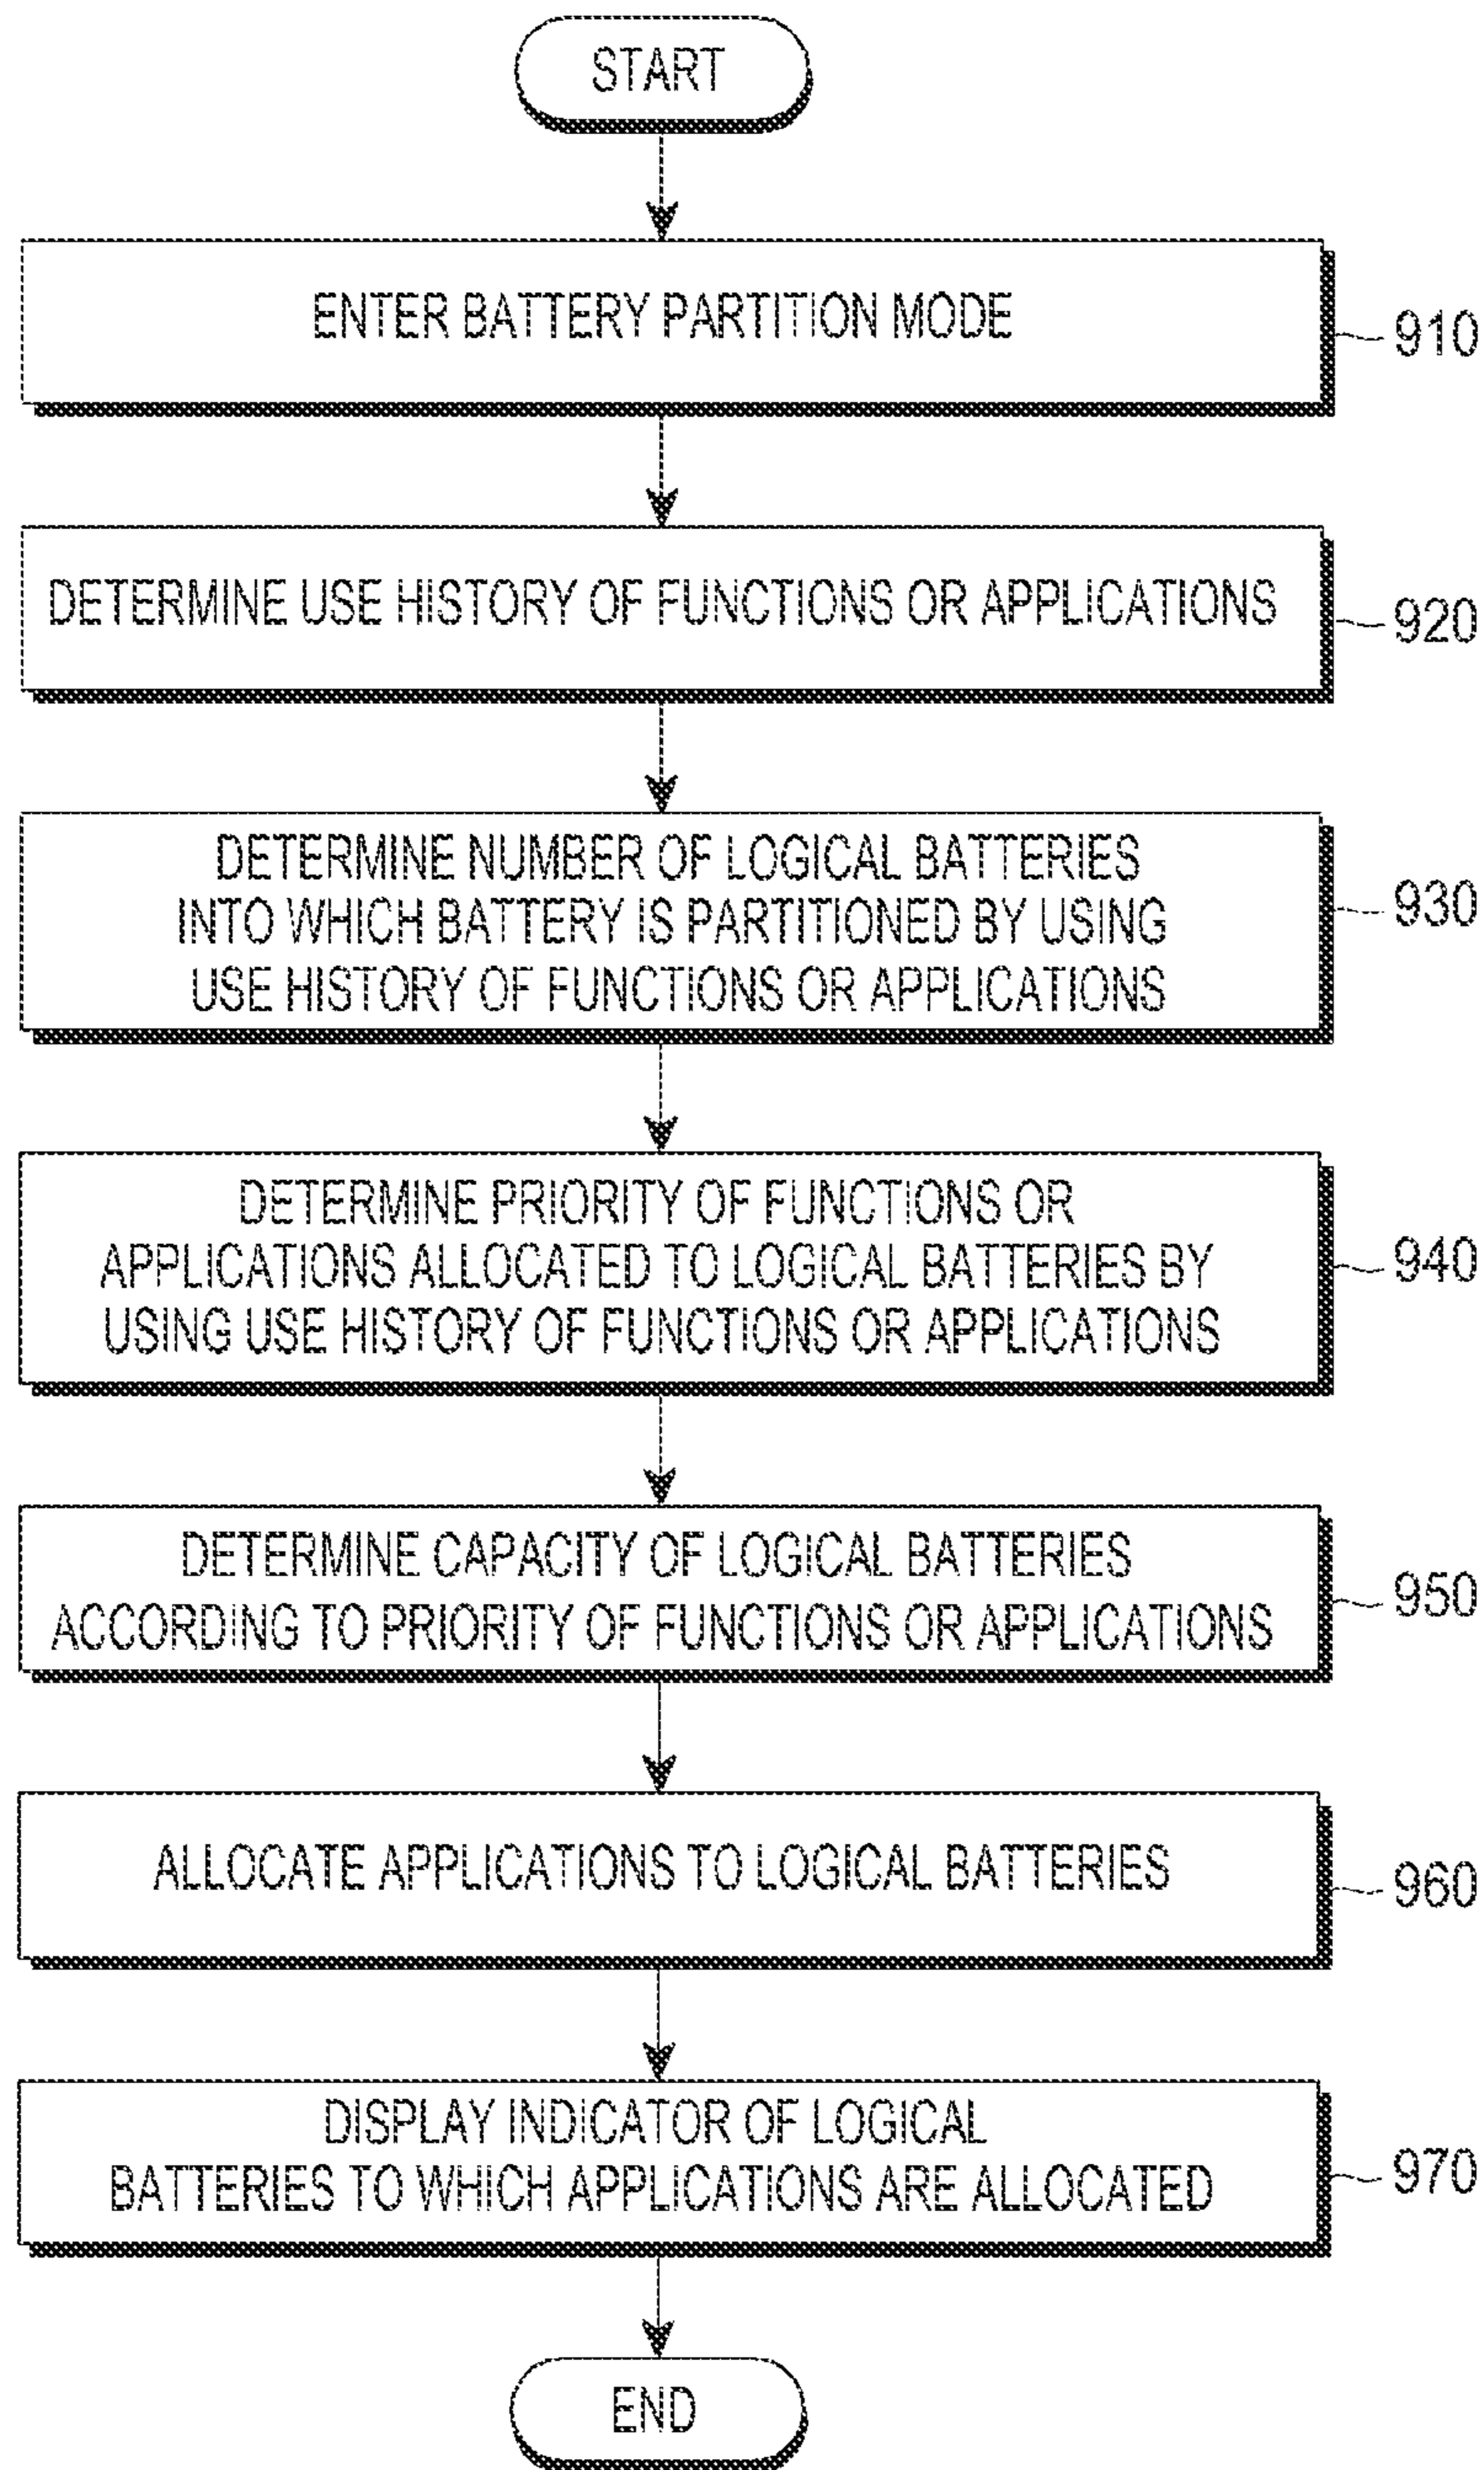 START
ENTER BATTERY PARTITION MODE
910
DETERMINE USE HISTORY OF FUNCTIONS OR APPLICATIONS
920
DETERMINE NUMBER OF LOGICAL BATTERIES
INTO WHICH BATTERY IS PARTITIONED BY USING
USE HISTORY OF FUNCTIONS OR APPLICATIONS
930
DETERMINE PRIORITY OF FUNCTIONS OR
APPLICATIONS ALLOCATED TO LOGICAL BATTERIES BY
USING USE HISTORY OF FUNCTIONS OR APPLICATIONS
940
DETERMINE CAPACITY OF LOGICAL BATTERIES
ACCORDING TO PRIORITY OF FUNCTIONS OR APPLICATIONS
950
ALLOCATE APPLICATIONS TO LOGICAL BATTERIES
960
DISPLAY INDICATOR OF LOGICAL
BATTERIES TO WHICH APPLICATIONS ARE ALLOCATED
970
END